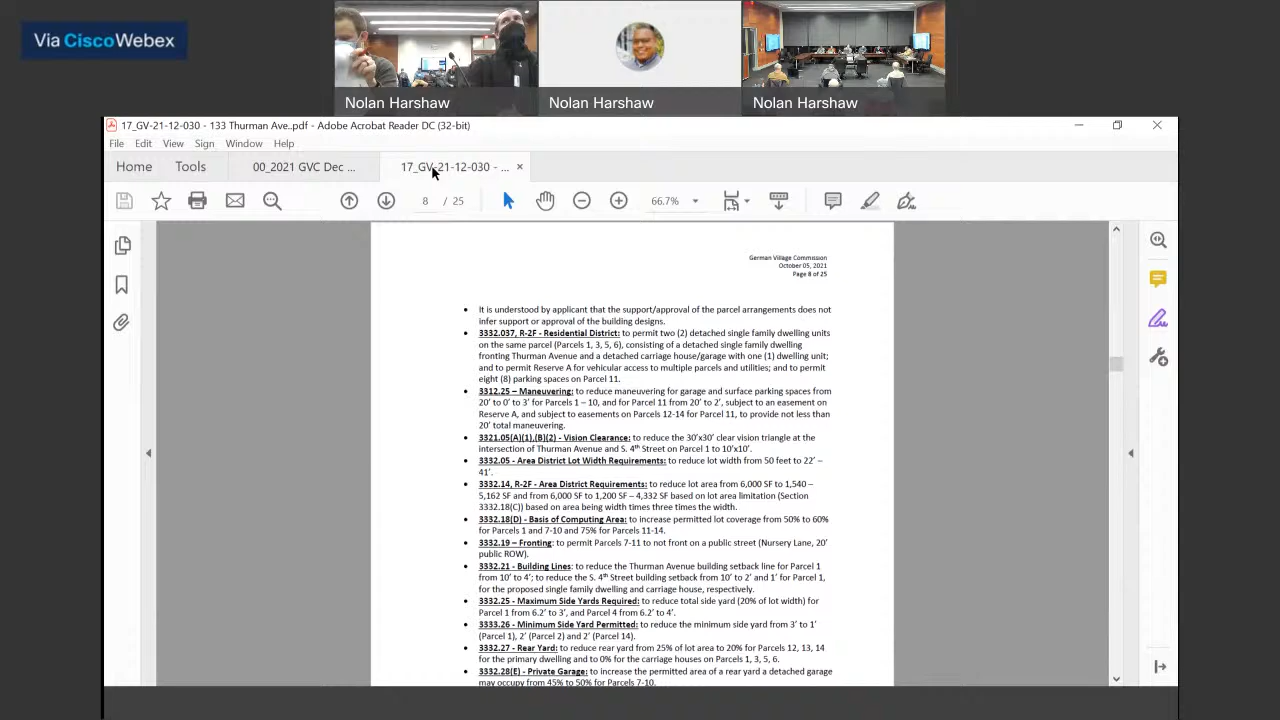 Via CiscoWebex
Nolan Harshaw
Nolan Harshaw
Nolan Harshaw
17_GV-21-12-030 - 133 Thurman Ave..pdf - Adobe Acrobat Reader DC (32-bit)
File Edit View Sign Window Help
Home Tools 00_2021 GVC Dec ... 17_GV-21-12-030 - ... ×
8 / 25 66.7%
German Village Commission
October 05, 2021
Page 8 of 25
• It is understood by applicant that the support/approval of the parcel arrangements does not
infer support or approval of the building designs.
• 3332.037, R-2F - Residential District: to permit two (2) detached single family dwelling units
on the same parcel (Parcels 1, 3, 5, 6), consisting of a detached single family dwelling
fronting Thurman Avenue and a detached carriage house/garage with one (1) dwelling unit;
and to permit Reserve A for vehicular access to multiple parcels and utilities; and to permit
eight (8) parking spaces on Parcel 11.
• 3312.25 – Maneuvering: to reduce maneuvering for garage and surface parking spaces from
20’ to 0’ to 3’ for Parcels 1 – 10, and for Parcel 11 from 20’ to 2’, subject to an easement on
Reserve A, and subject to easements on Parcels 12-14 for Parcel 11, to provide not less than
20’ total maneuvering.
• 3321.05(A)(1),(B)(2) - Vision Clearance: to reduce the 30’x30’ clear vision triangle at the
intersection of Thurman Avenue and S. 4th Street on Parcel 1 to 10’x10’.
• 3332.05 - Area District Lot Width Requirements: to reduce lot width from 50 feet to 22’ –
41’.
• 3332.14, R-2F - Area District Requirements: to reduce lot area from 6,000 SF to 1,540 –
5,162 SF and from 6,000 SF to 1,200 SF – 4,332 SF based on lot area limitation (Section
3332.18(C)) based on area being width times three times the width.
• 3332.18(D) - Basis of Computing Area: to increase permitted lot coverage from 50% to 60%
for Parcels 1 and 7-10 and 75% for Parcels 11-14.
• 3332.19 – Fronting: to permit Parcels 7-11 to not front on a public street (Nursery Lane, 20’
public ROW).
• 3332.21 - Building Lines: to reduce the Thurman Avenue building setback line for Parcel 1
from 10’ to 4’; to reduce the S. 4th Street building setback from 10’ to 2’ and 1’ for Parcel 1,
for the proposed single family dwelling and carriage house, respectively.
• 3332.25 - Maximum Side Yards Required: to reduce total side yard (20% of lot width) for
Parcel 1 from 6.2’ to 3’, and Parcel 4 from 6.2’ to 4’.
• 3333.26 - Minimum Side Yard Permitted: to reduce the minimum side yard from 3’ to 1’
(Parcel 1), 2’ (Parcel 2) and 2’ (Parcel 14).
• 3332.27 - Rear Yard: to reduce rear yard from 25% of lot area to 20% for Parcels 12, 13, 14
for the primary dwelling and to 0% for the carriage houses on Parcels 1, 3, 5, 6.
• 3332.28(E) - Private Garage: to increase the permitted area of a rear yard a detached garage
may occupy from 45% to 50% for Parcels 7-10.